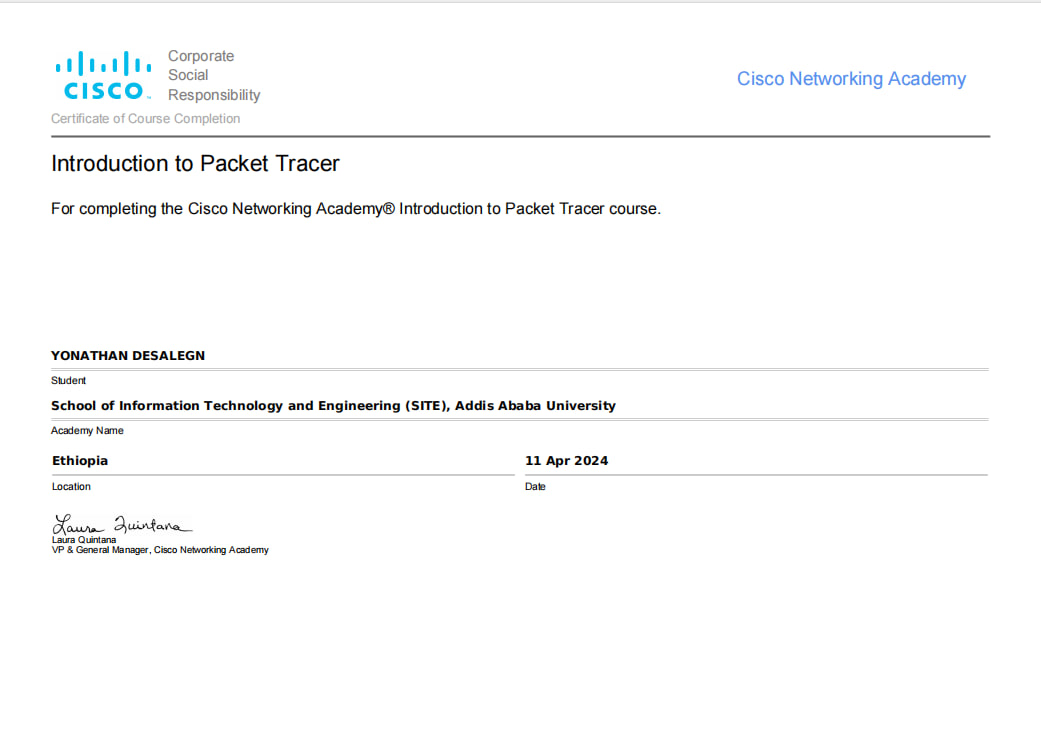 Corporate
Social
Responsibility
CISCO™
Cisco Networking Academy
Certificate of Course Completion
Introduction to Packet Tracer
For completing the Cisco Networking Academy® Introduction to Packet Tracer course.
YONATHAN DESALEGN
Student
School of Information Technology and Engineering (SITE), Addis Ababa University
Academy Name
Ethiopia
11 Apr 2024
Location
Date
Laura Quintana
Laura Quintana
VP & General Manager, Cisco Networking Academy